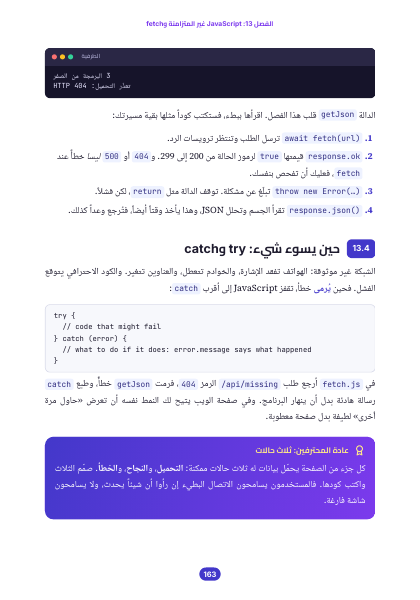 الفصل 13: JavaScript غير المتزامنة وfetch
الطرفية
3 البرمجة من الصفر
تعذّر التحميل: HTTP 404
الدالة getJson قلب هذا الفصل. اقرأها ببطء، فستكتب كوداً مثلها بقية مسيرتك:
1. await fetch(url) ترسل الطلب وتنتظر ترويسات الرد.
2. response.ok قيمتها true لرموز الحالة من 200 إلى 299. و404 أو 500 ليسا خطأً عند
fetch، فعليك أن تفحص بنفسك.
3. throw new Error(…) تبلّغ عن مشكلة. توقف الدالة مثل return، لكن فشلاً.
4. response.json() تقرأ الجسم وتحلل JSON، وهذا يأخذ وقتاً أيضاً، فتُرجع وعداً كذلك.
13.4 حين يسوء شيء: try وcatch
الشبكة غير موثوقة: الهواتف تفقد الإشارة، والخوادم تتعطل، والعناوين تتغير. والكود الاحترافي يتوقع
الفشل. فحين يُرمى خطأ، تقفز JavaScript إلى أقرب catch:
try {
// code that might fail
} catch (error) {
// what to do if it does: error.message says what happened
}
في fetch.js أرجع طلب /api/missing الرمز 404، فرمت getJson خطأً، وطبع catch
رسالة هادئة بدل أن ينهار البرنامج. وفي صفحة الويب يتيح لك النمط نفسه أن تعرض «حاول مرة
أخرى» لطيفة بدل صفحة معطوبة.
عادة المحترفين: ثلاث حالات
كل جزء من الصفحة يحمّل بيانات له ثلاث حالات ممكنة: التحميل، والنجاح، والخطأ. صمّم الثلاث
واكتب كودها. فالمستخدمون يسامحون الاتصال البطيء إن رأوا أن شيئاً يحدث، ولا يسامحون
شاشة فارغة.
163